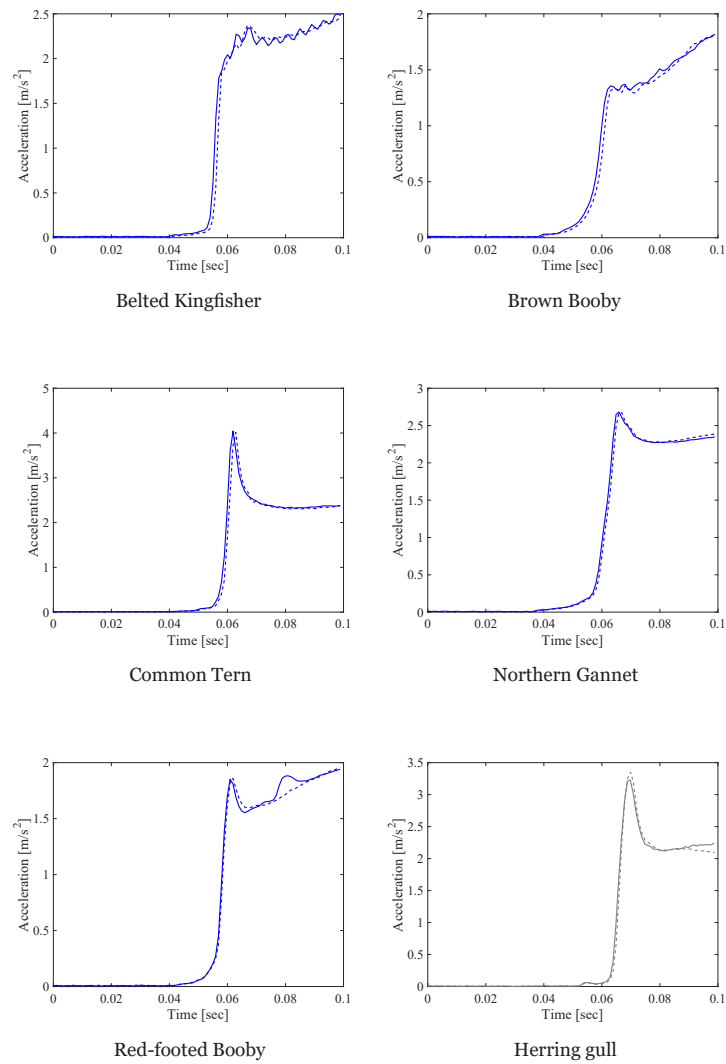 2.5
2
1.5
1
0.5
0
Acceleration [m/s²]
0 0.02 0.04 0.06 0.08 0.1
Time [sec]
Belted Kingfisher
2
1.5
1
0.5
0
Acceleration [m/s²]
0 0.02 0.04 0.06 0.08 0.1
Time [sec]
Brown Booby
5
4
3
2
1
0
Acceleration [m/s²]
0 0.02 0.04 0.06 0.08 0.1
Time [sec]
Common Tern
3
2.5
2
1.5
1
0.5
0
Acceleration [m/s²]
0 0.02 0.04 0.06 0.08 0.1
Time [sec]
Northern Gannet
2
1.5
1
0.5
0
Acceleration [m/s²]
0 0.02 0.04 0.06 0.08 0.1
Time [sec]
Red-footed Booby
3.5
3
2.5
2
1.5
1
0.5
0
Acceleration [m/s²]
0 0.02 0.04 0.06 0.08 0.1
Time [sec]
Herring gull